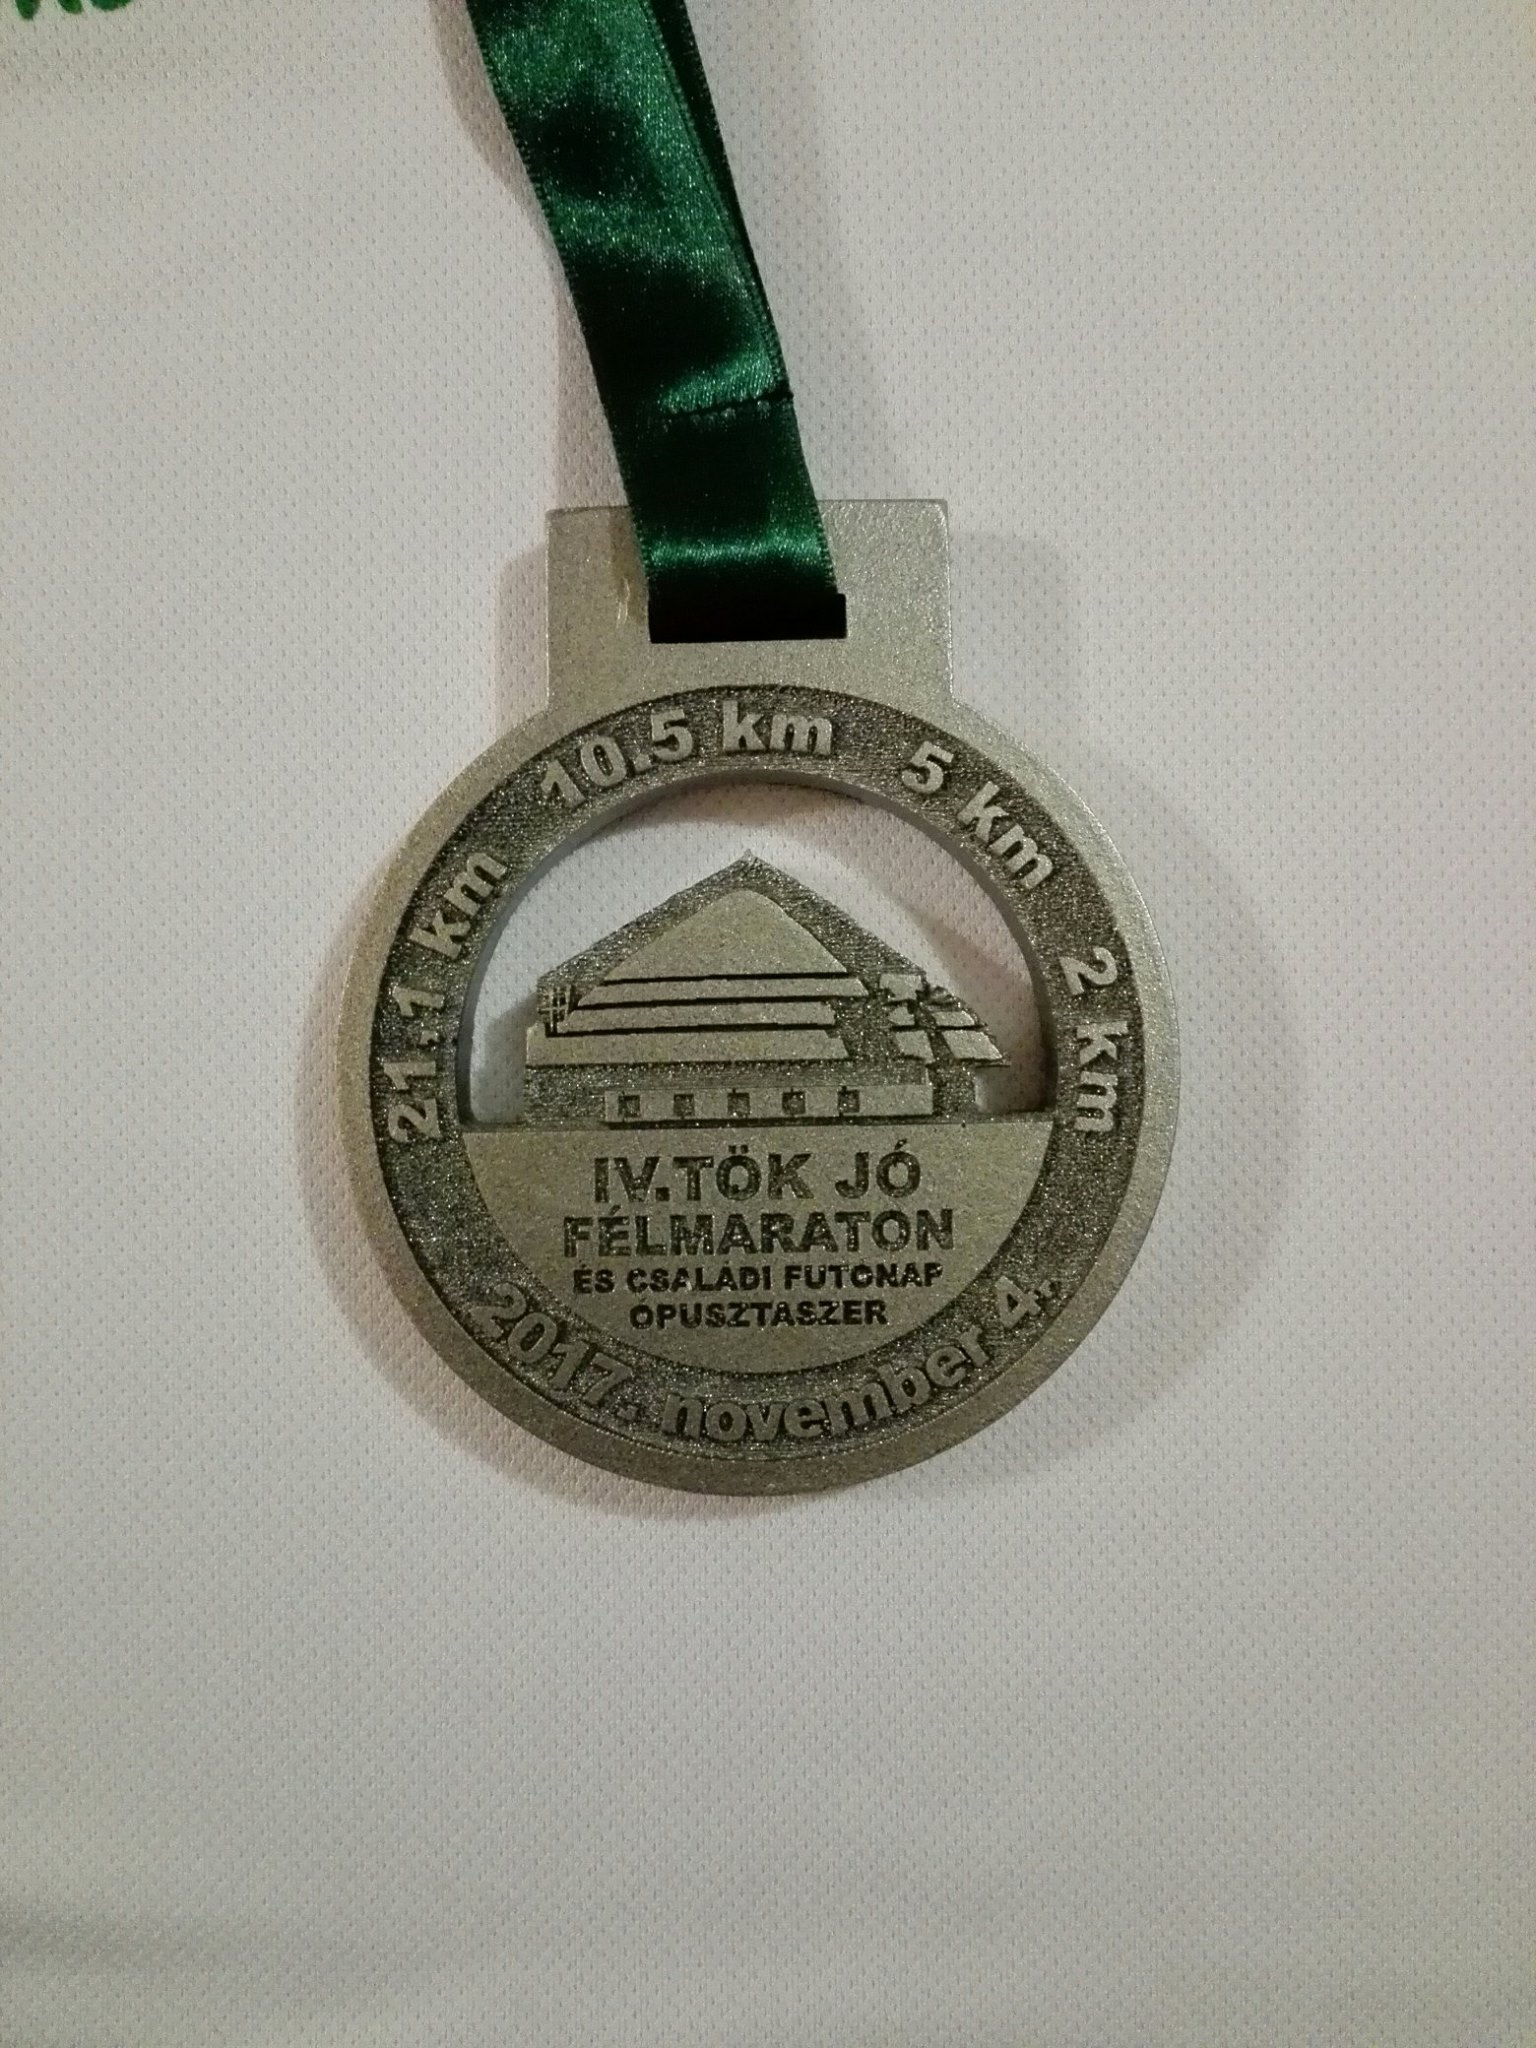 21.1 km 10.5 km 5 km 2 km
IV.TÖK JÓ
FÉLMARATON
ÉS CSALÁDI FUTÓNAP
ÓPUSZTASZER
2017. november 4.